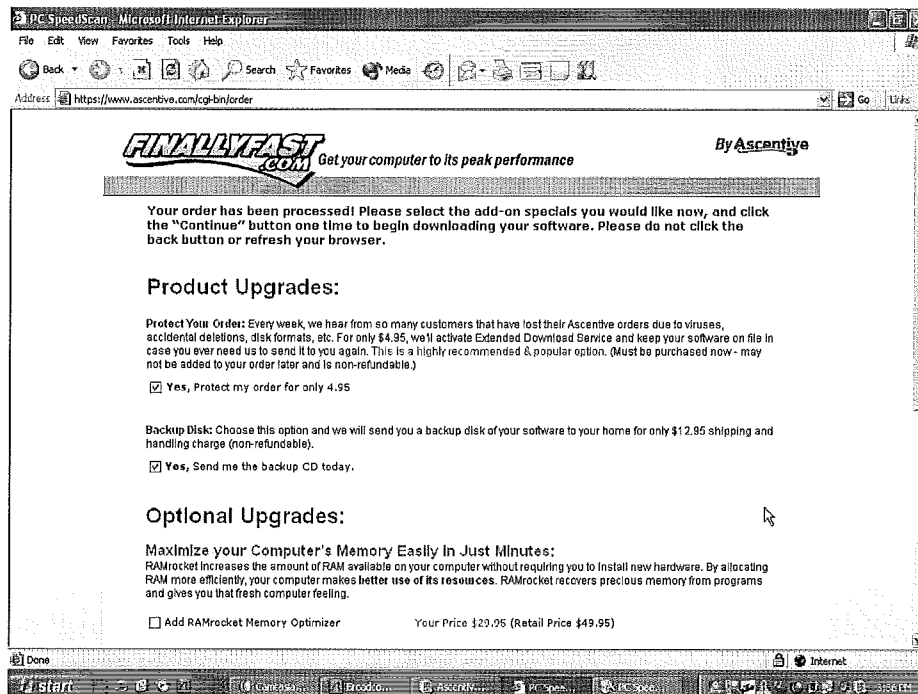 PC SpeedScan - Microsoft Internet Explorer
File Edit View Favorites Tools Help
Back Search Favorites Media
Address https://www.ascentive.com/cgi-bin/order Go Links
FINALLYFAST
.COM
Get your computer to its peak performance
By Ascentive
Your order has been processed! Please select the add-on specials you would like now, and click
the "Continue" button one time to begin downloading your software. Please do not click the
back button or refresh your browser.
Product Upgrades:
Protect Your Order: Every week, we hear from so many customers that have lost their Ascentive orders due to viruses,
accidental deletions, disk formats, etc. For only $4.95, we'll activate Extended Download Service and keep your software on file in
case you ever need us to send it to you again. This is a highly recommended & popular option. (Must be purchased now - may
not be added to your order later and is non-refundable.)
Yes, Protect my order for only 4.95
Backup Disk: Choose this option and we will send you a backup disk of your software to your home for only $12.95 shipping and
handling charge (non-refundable).
Yes, Send me the backup CD today.
Optional Upgrades:
Maximize your Computer's Memory Easily in Just Minutes:
RAMrocket increases the amount of RAM available on your computer without requiring you to install new hardware. By allocating
RAM more efficiently, your computer makes better use of its resources. RAMrocket recovers precious memory from programs
and gives you that fresh computer feeling.
Add RAMrocket Memory Optimizer Your Price $29.95 (Retail Price $49.95)
Done Internet
start Ascentiv... PC Spee... PC Spee...